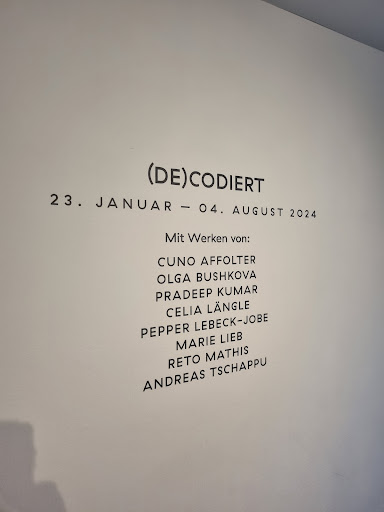 (DE)CODIERT
23. JANUAR – 04. AUGUST 2024
Mit Werken von:
CUNO AFFOLTER
OLGA BUSHKOVA
PRADEEP KUMAR
CELIA LÄNGLE
PEPPER LEBECK-JOBE
MARIE LIEB
RETO MATHIS
ANDREAS TSCHAPPU